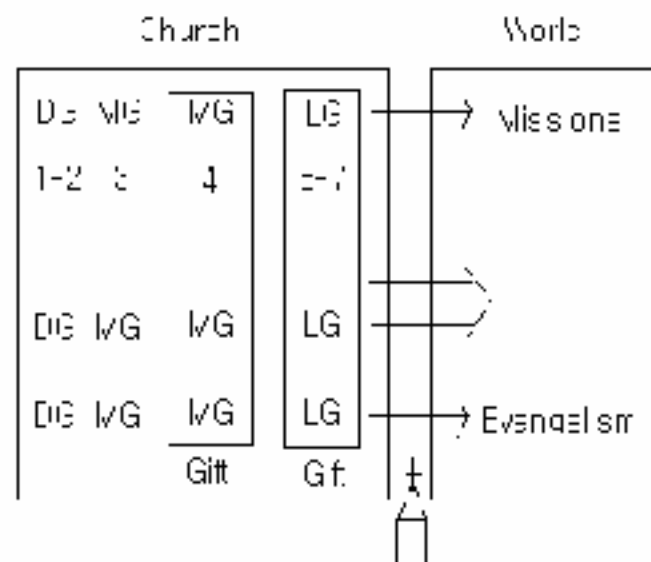 Church World
DG MG MG LG Missions
1-2 3 4 5-7
DG MG MG LG
DG MG MG LG Evangelism
Gift Gift